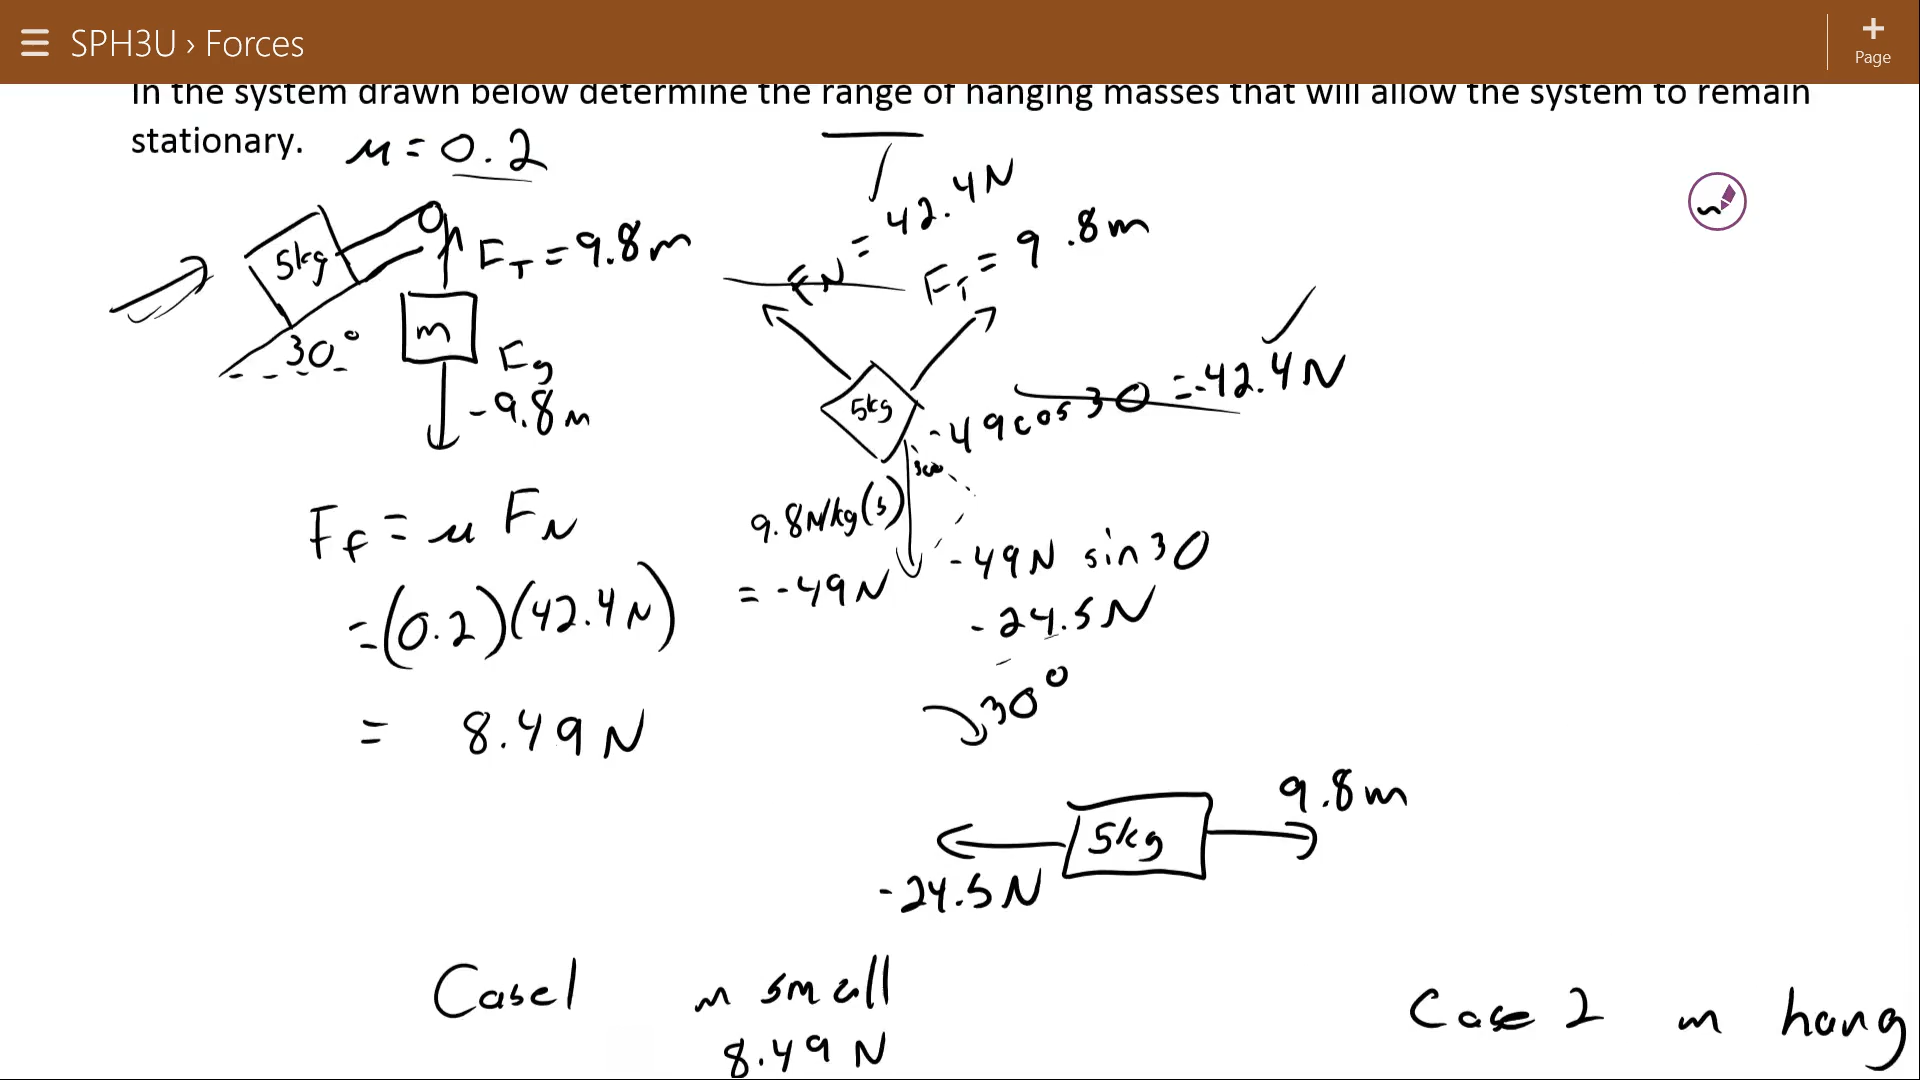 SPH3U › Forces
+
Page
In the system drawn below determine the range of hanging masses that will allow the system to remain
stationary. μ = 0.2
5kg
F_T = 9.8m
30°
m
F_g
-9.8m
F_N = 42.4N
F_T = 9.8m
5kg
-49cos30 = -42.4N
30°
9.8N/kg(5)
= -49N
-49N sin30
-24.5N
30°
F_f = μ F_N
= (0.2)(42.4N)
= 8.49N
5kg
9.8m
-24.5N
Case1 m small
8.49N
Case 2 m hang